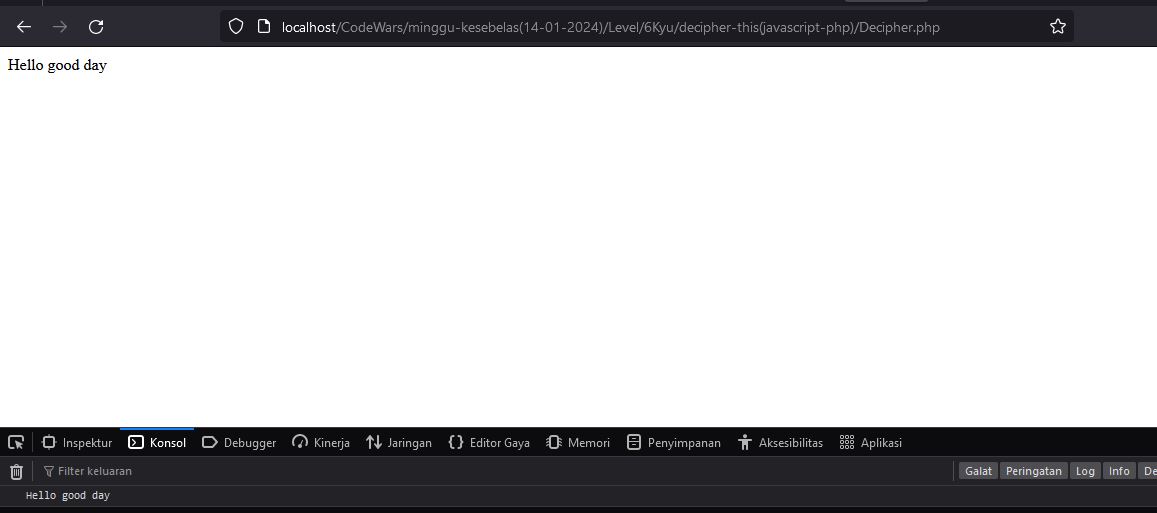 localhost/CodeWars/minggu-kesebelas(14-01-2024)/Level/6Kyu/decipher-this(javascript-php)/Decipher.php
Hello good day
Inspektur Konsol Debugger Kinerja Jaringan Editor Gaya Memori Penyimpanan Aksesibilitas Aplikasi
Filter keluaran Galat Peringatan Log Info De
Hello good day